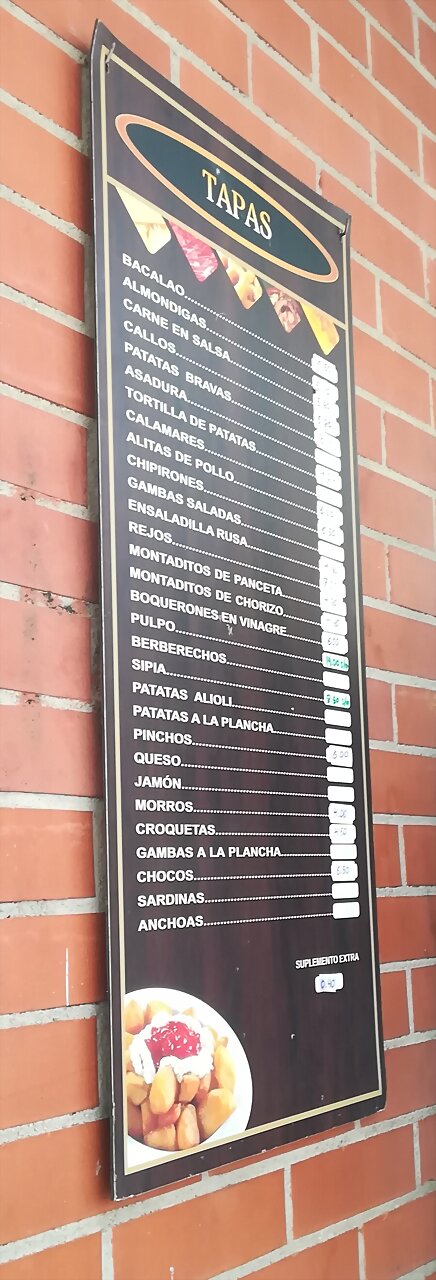 TAPAS
BACALAO
ALMONDIGAS
CARNE EN SALSA
CALLOS
PATATAS BRAVAS
ASADURA
TORTILLA DE PATATAS
CALAMARES
ALITAS DE POLLO
CHIPIRONES
GAMBAS SALADAS
ENSALADILLA RUSA
REJOS
MONTADITOS DE PANCETA
MONTADITOS DE CHORIZO
BOQUERONES EN VINAGRE
PULPO
BERBERECHOS
SIPIA
PATATAS ALIOLI
PATATAS A LA PLANCHA
PINCHOS
QUESO
JAMÓN
MORROS
CROQUETAS
GAMBAS A LA PLANCHA
CHOCOS
SARDINAS
ANCHOAS
SUPLEMENTO EXTRA
0.40